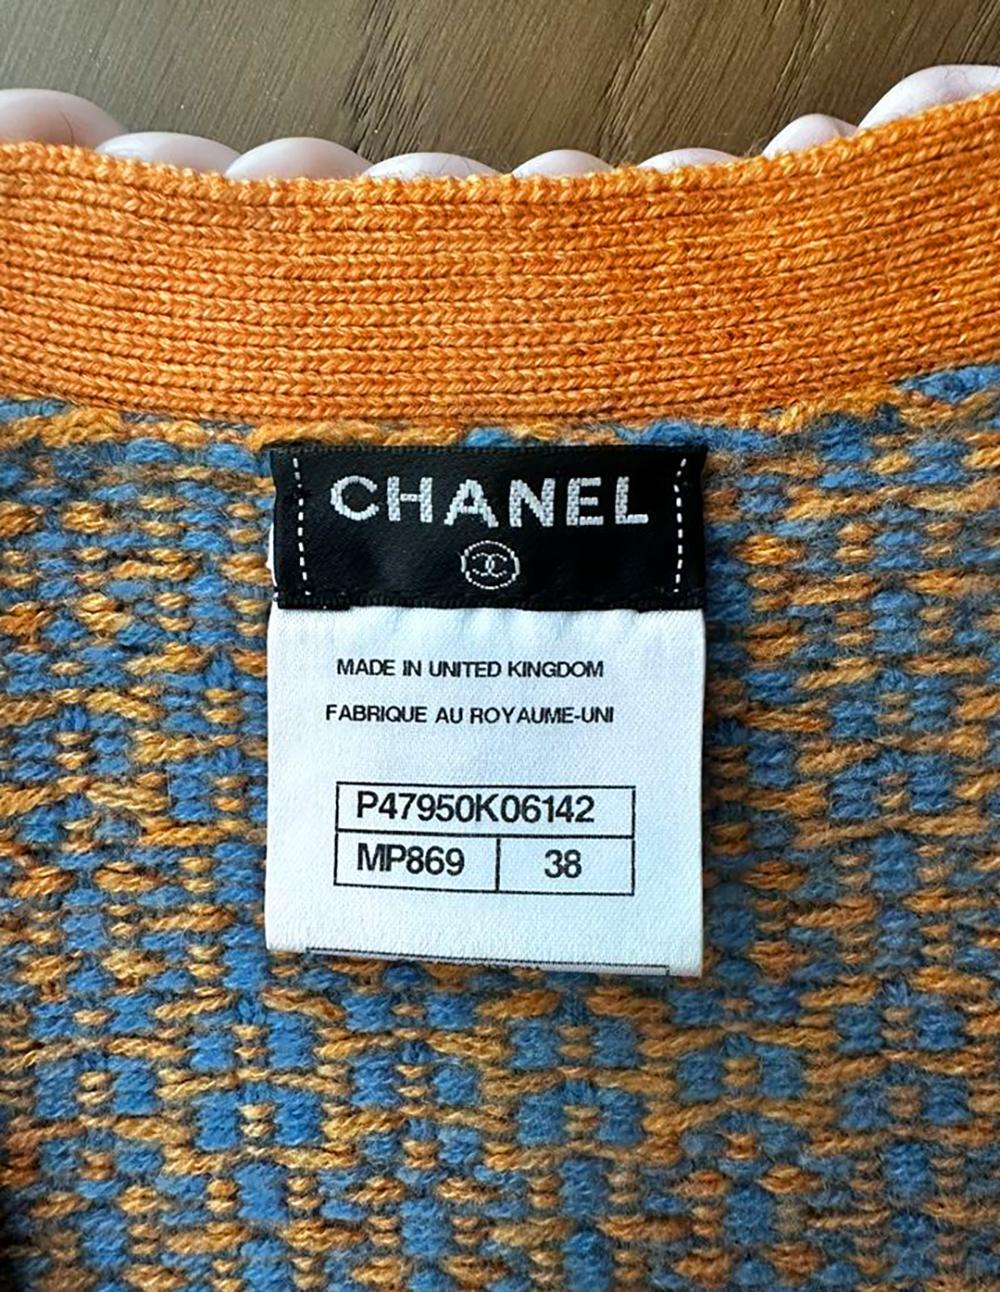 CHANEL
MADE IN UNITED KINGDOM
FABRIQUE AU ROYAUME-UNI
P47950K06142
MP869 38